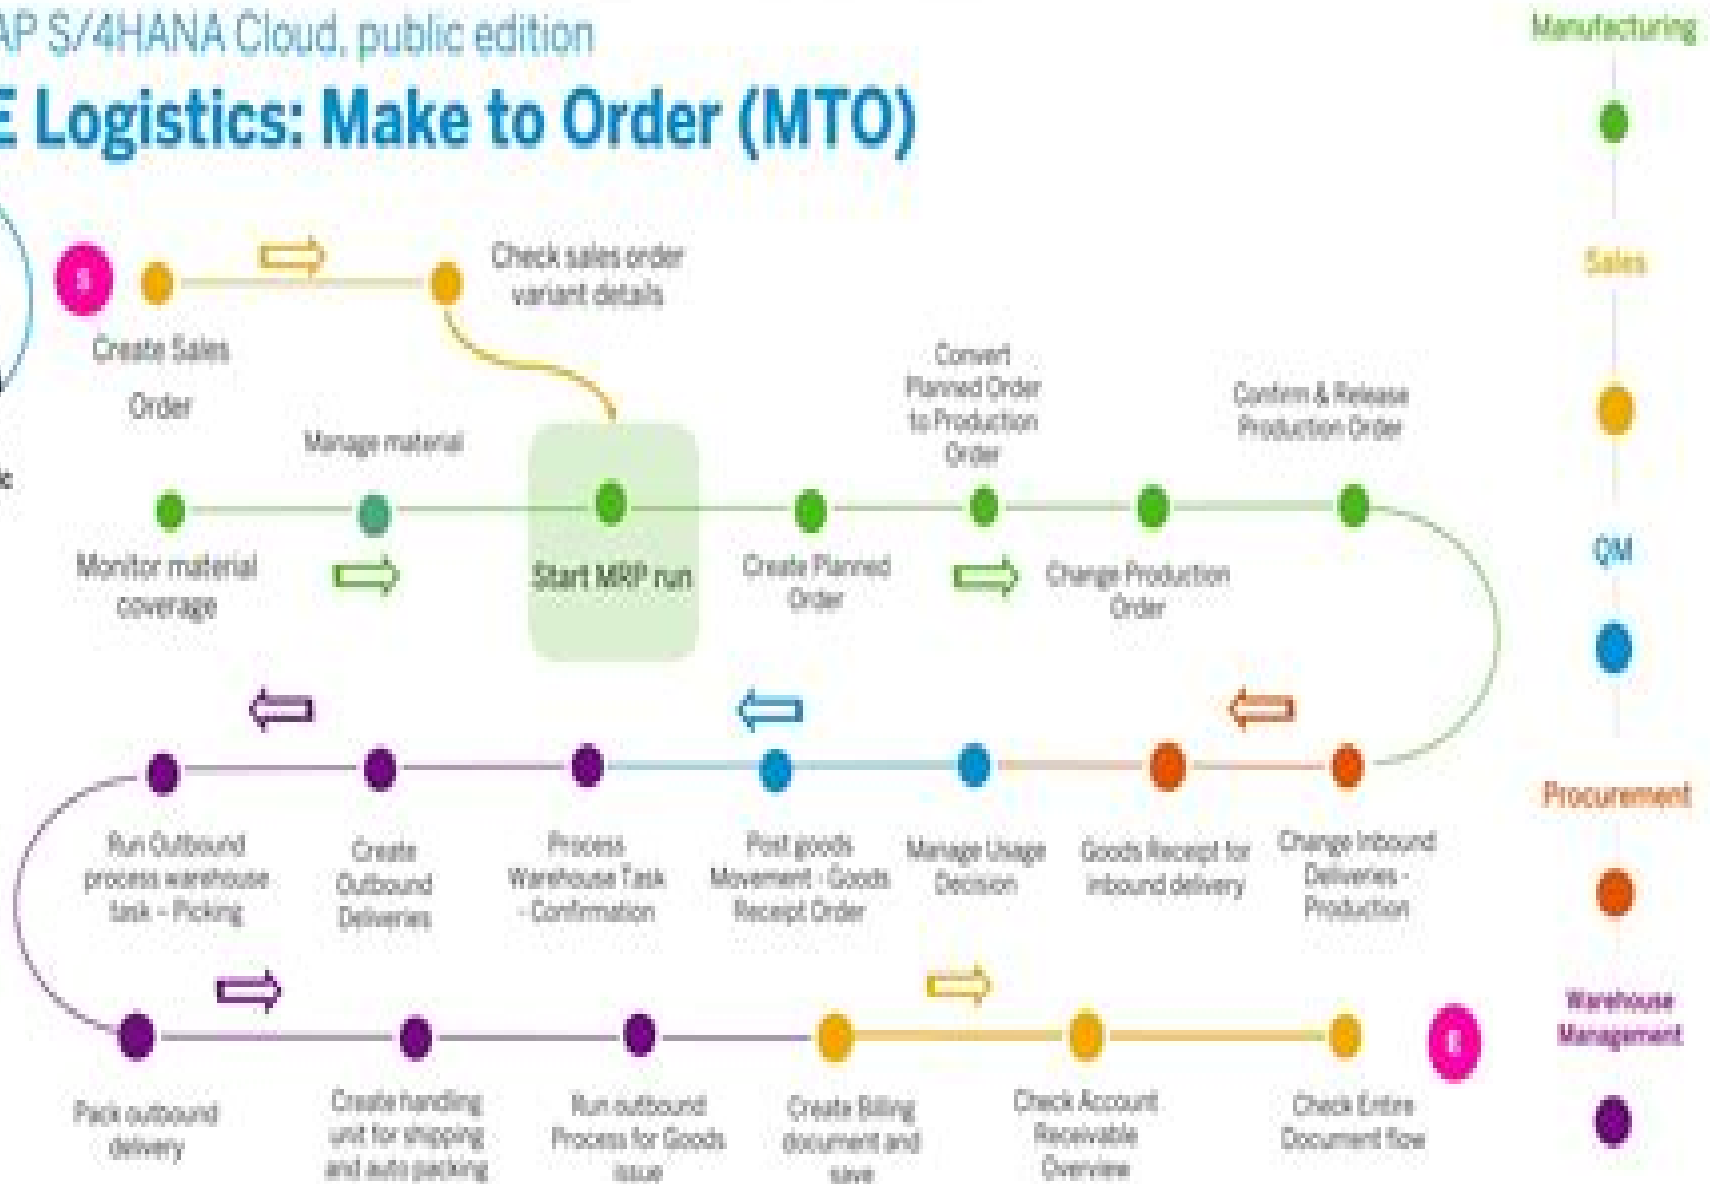 AP S/4HANA Cloud, public edition
E Logistics: Make to Order (MTO)
Manufacturing
Sales
QM
Procurement
Warehouse
Management
S
Create Sales
Order
Check sales order
variant details
Monitor material
coverage
Manage material
Start MRP run
Create Planned
Order
Convert
Planned Order
to Production
Order
Change Production
Order
Confirm & Release
Production Order
Run Outbound
process warehouse
task – Picking
Create
Outbound
Deliveries
Process
Warehouse Task
- Confirmation
Post goods
Movement - Goods
Receipt Order
Manage Usage
Decision
Goods Receipt for
inbound delivery
Change Inbound
Deliveries -
Production
Pack outbound
delivery
Create handling
unit for shipping
and auto packing
Run outbound
Process for Goods
issue
Create Billing
document and
save
Check Account
Receivable
Overview
Check Entire
Document flow
E